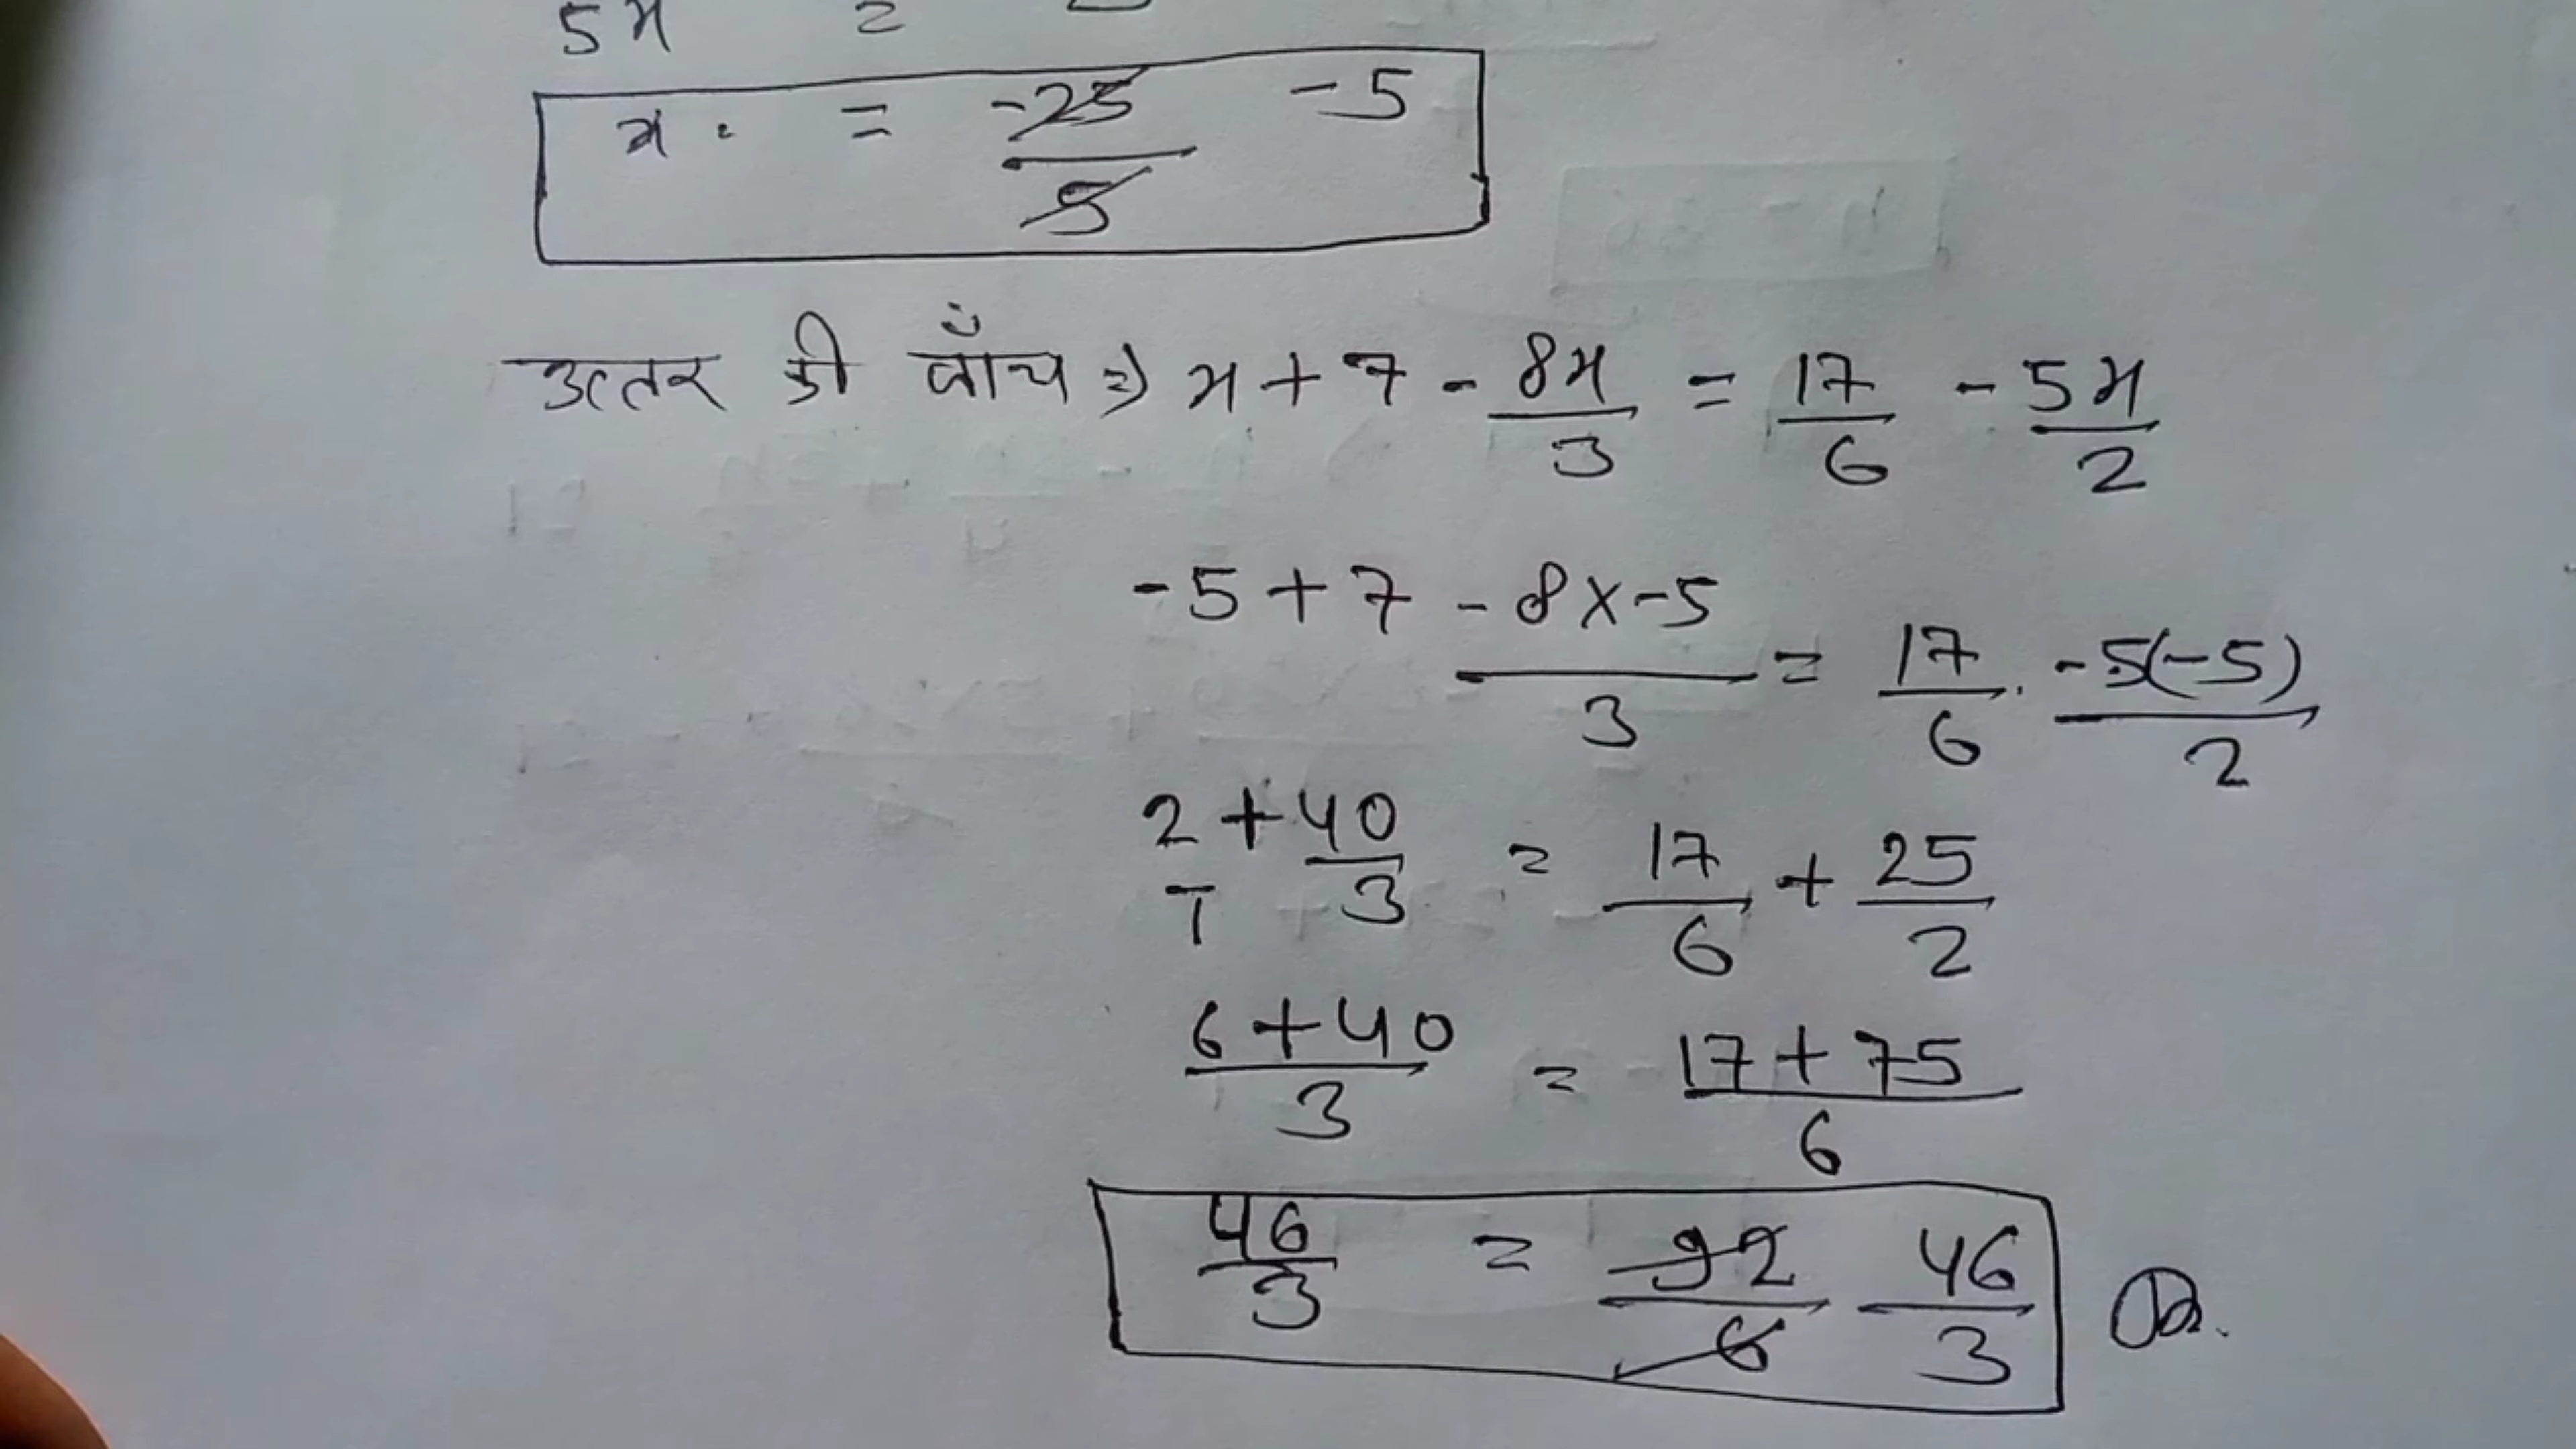 5x =
x = -25/5 -5
उत्तर की जाँच ⇒ x + 7 - 8x/3 = 17/6 - 5x/2
-5 + 7 - 8x-5/3 = 17/6 . -5(-5)/2
2/1 + 40/3 = 17/6 + 25/2
6 + 40/3 = 17 + 75/6
46/3 = 92/6 46/3